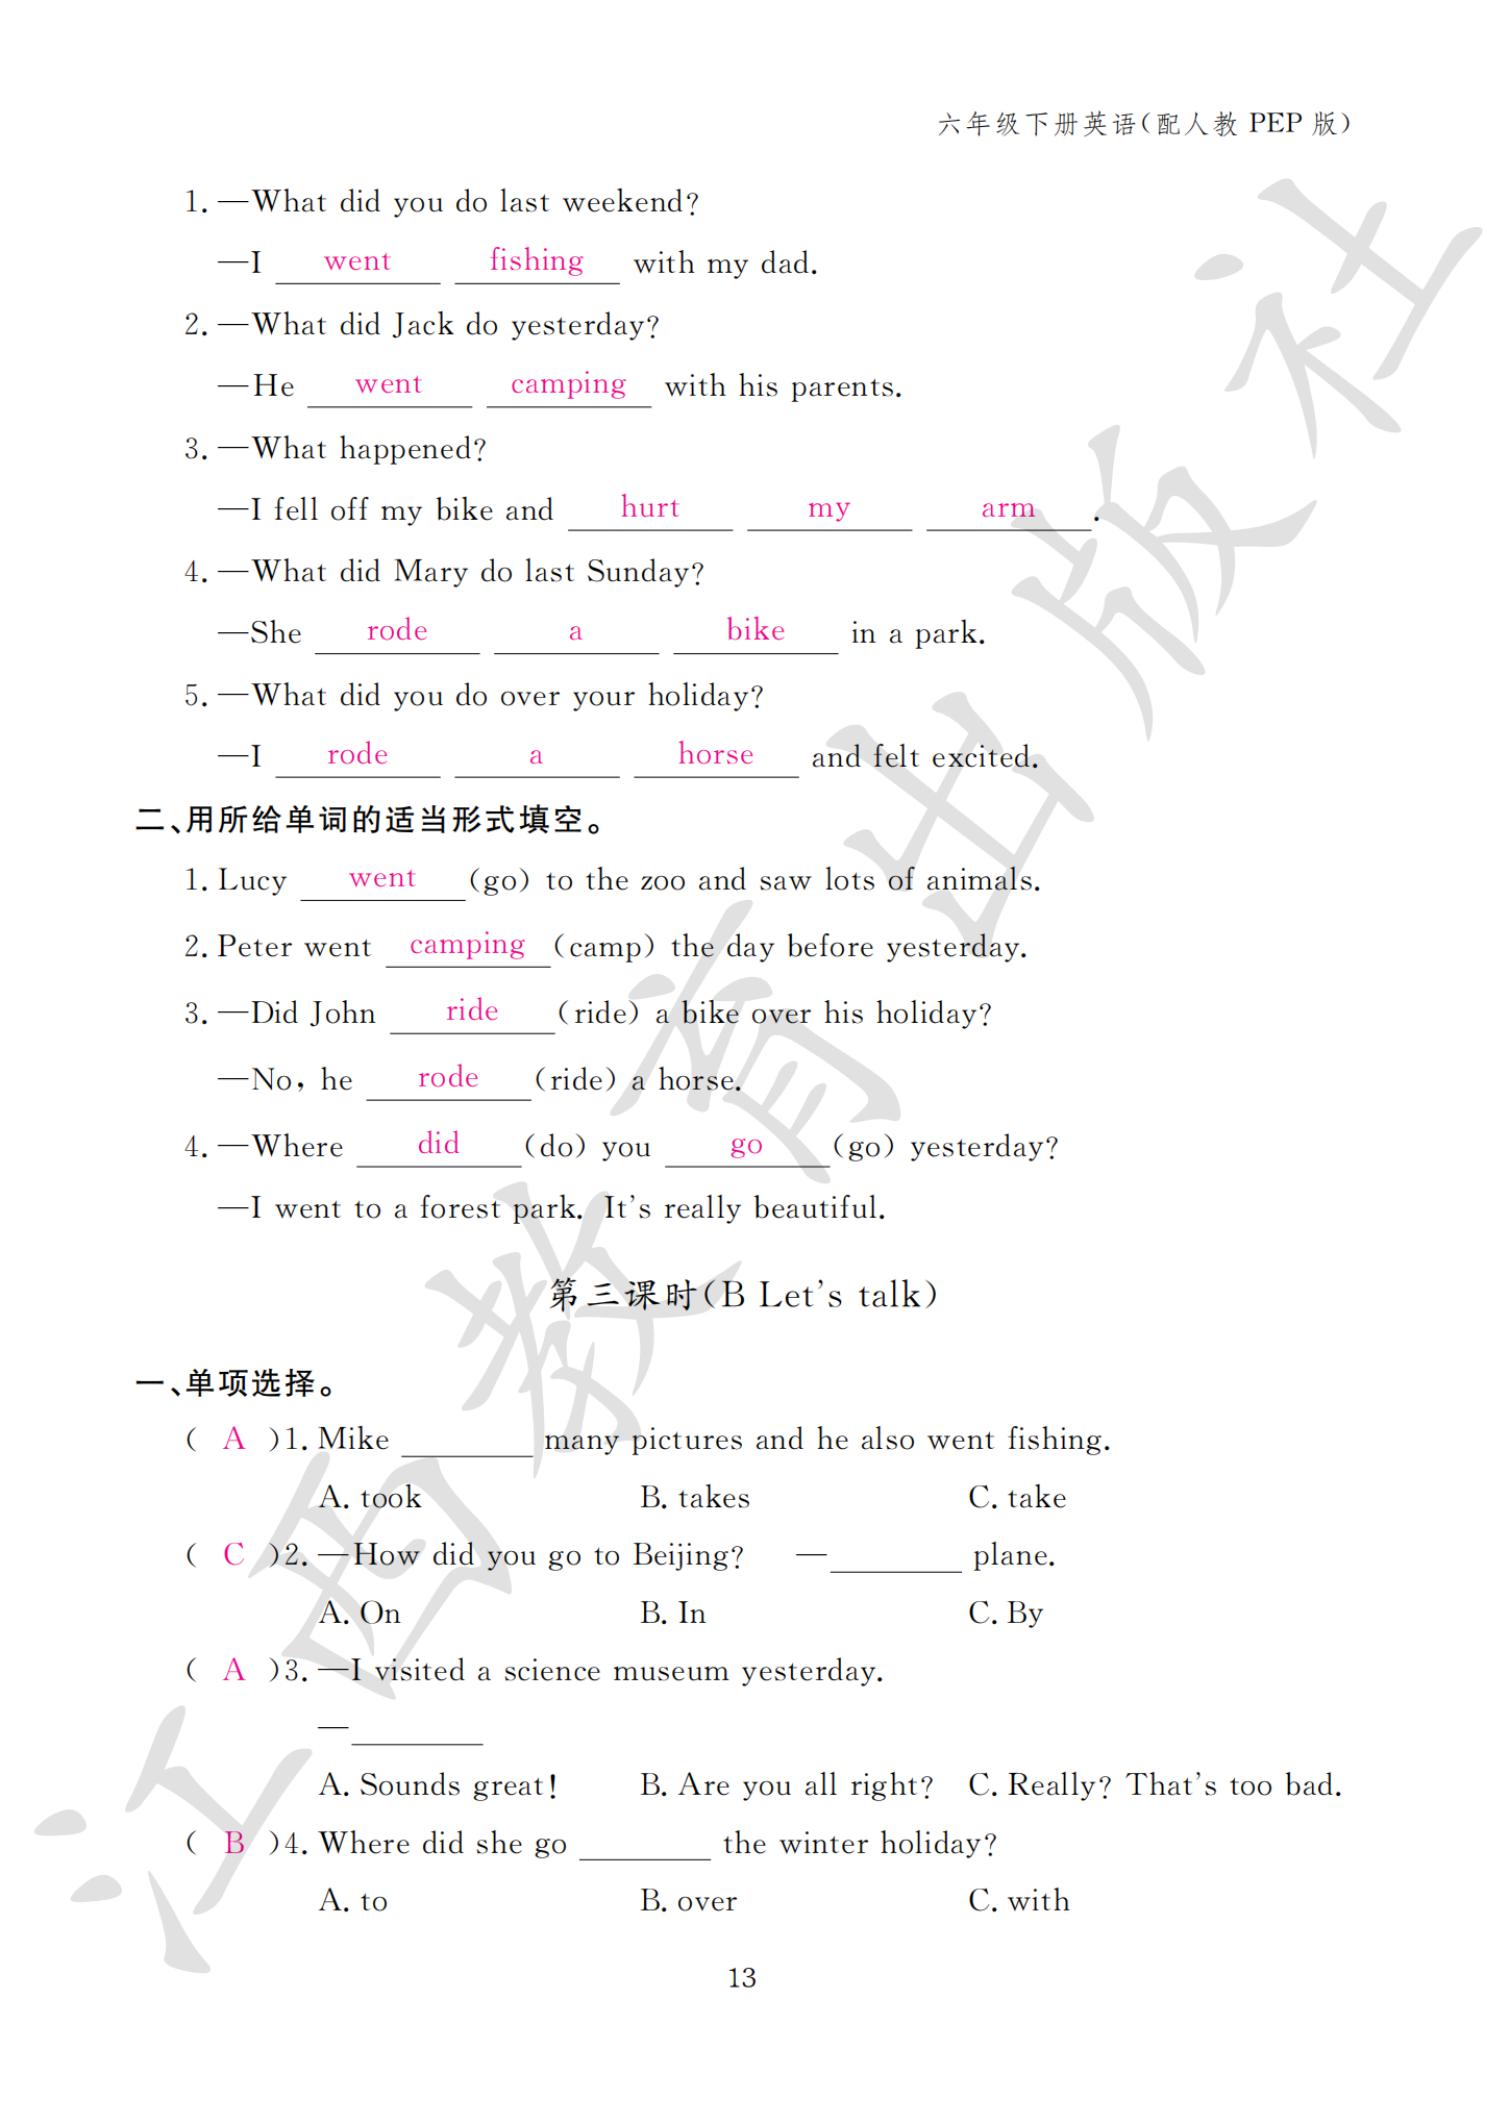 六年级下册英语(配人教 PEP 版)
1. —What did you do last weekend?
—I went fishing with my dad.
2. —What did Jack do yesterday?
—He went camping with his parents.
3. —What happened?
—I fell off my bike and hurt my arm.
4. —What did Mary do last Sunday?
—She rode a bike in a park.
5. —What did you do over your holiday?
—I rode a horse and felt excited.
二、用所给单词的适当形式填空。
1. Lucy went (go) to the zoo and saw lots of animals.
2. Peter went camping (camp) the day before yesterday.
3. —Did John ride (ride) a bike over his holiday?
—No, he rode (ride) a horse.
4. —Where did (do) you go (go) yesterday?
—I went to a forest park. It's really beautiful.
第三课时(B Let's talk)
一、单项选择。
( A )1. Mike ________ many pictures and he also went fishing.
A. took B. takes C. take
( C )2. —How did you go to Beijing? —________ plane.
A. On B. In C. By
( A )3. —I visited a science museum yesterday.
—________
A. Sounds great! B. Are you all right? C. Really? That's too bad.
( B )4. Where did she go ________ the winter holiday?
A. to B. over C. with
13
江西教育出版社